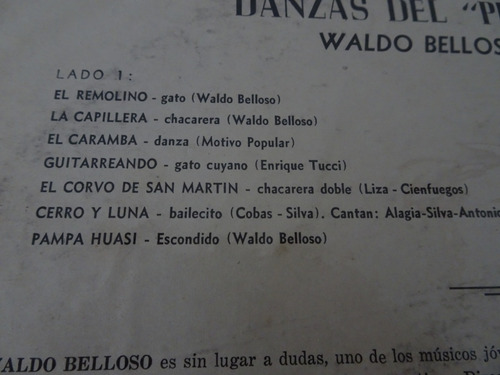 DANZAS DEL
WALDO BELLOSO
LADO 1:
EL REMOLINO - gato (Waldo Belloso)
LA CAPILLERA - chacarera (Waldo Belloso)
EL CARAMBA - danza (Motivo Popular)
GUITARREANDO - gato cuyano (Enrique Tucci)
EL CORVO DE SAN MARTIN - chacarera doble (Liza - Cienfuegos)
CERRO Y LUNA - bailecito (Cobas - Silva). Cantan: Alagia-Silva-Antonio
PAMPA HUASI - Escondido (Waldo Belloso)
WALDO BELLOSO es sin lugar a dudas, uno de los músicos